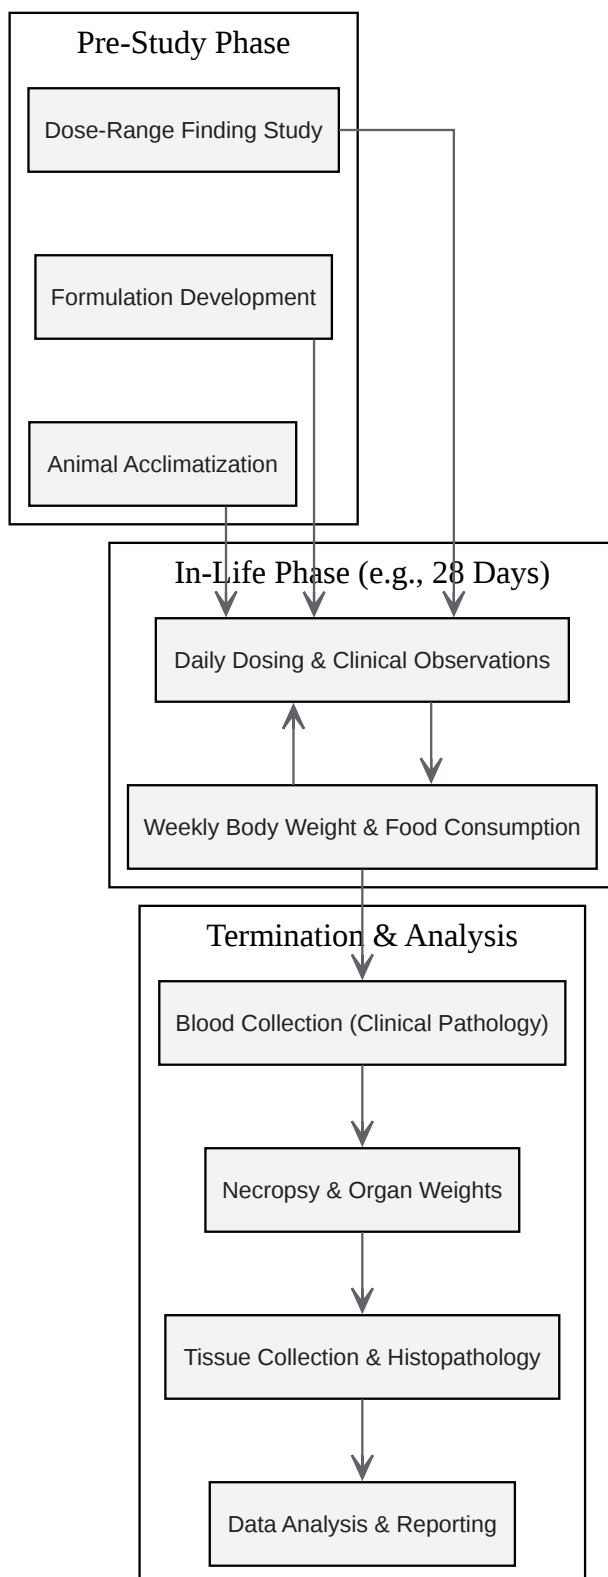 Pre-Study Phase
Dose-Range Finding Study
Formulation Development
Animal Acclimatization
In-Life Phase (e.g., 28 Days)
Daily Dosing & Clinical Observations
Weekly Body Weight & Food Consumption
Termination & Analysis
Blood Collection (Clinical Pathology)
Necropsy & Organ Weights
Tissue Collection & Histopathology
Data Analysis & Reporting